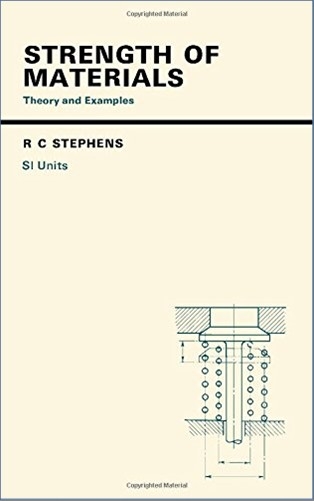 Copyrighted Material
STRENGTH OF
MATERIALS
Theory and Examples
R C STEPHENS
SI Units
Copyrighted Material